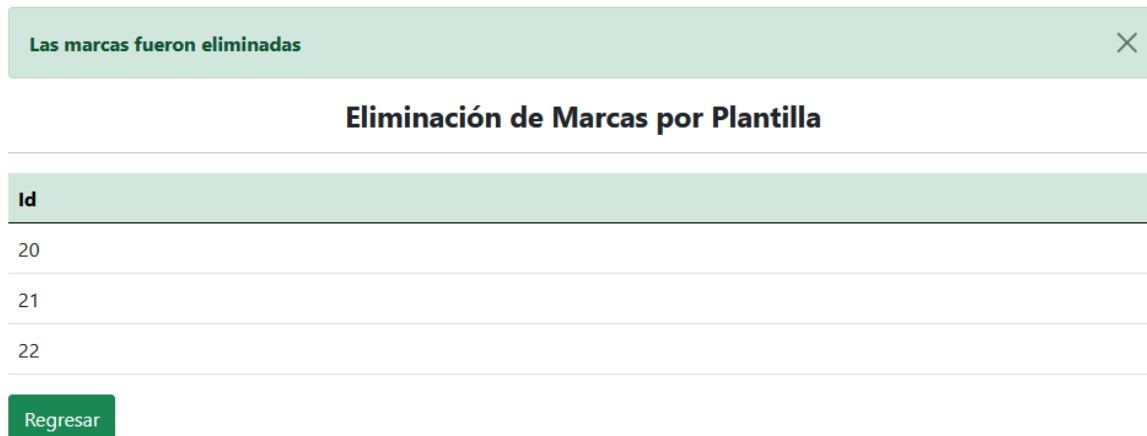 Las marcas fueron eliminadas
Eliminación de Marcas por Plantilla
Id
20
21
22
Regresar